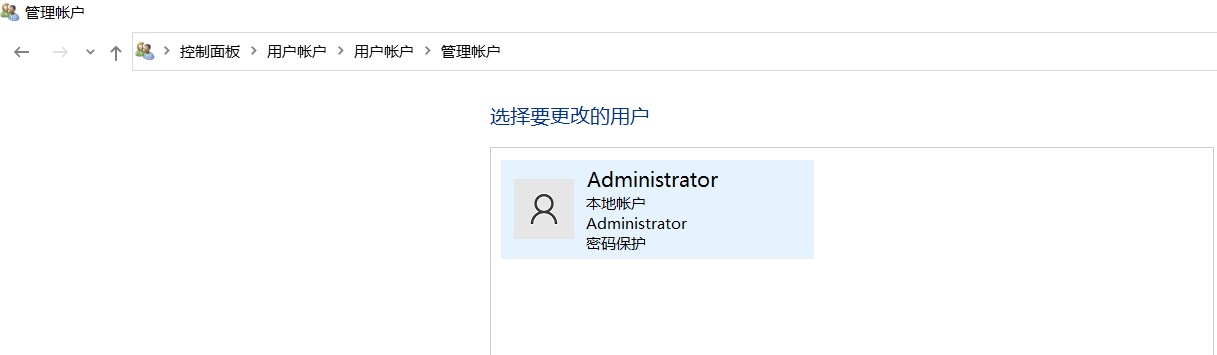 管理帐户
控制面板 > 用户帐户 > 用户帐户 > 管理帐户
选择要更改的用户
Administrator
本地帐户
Administrator
密码保护